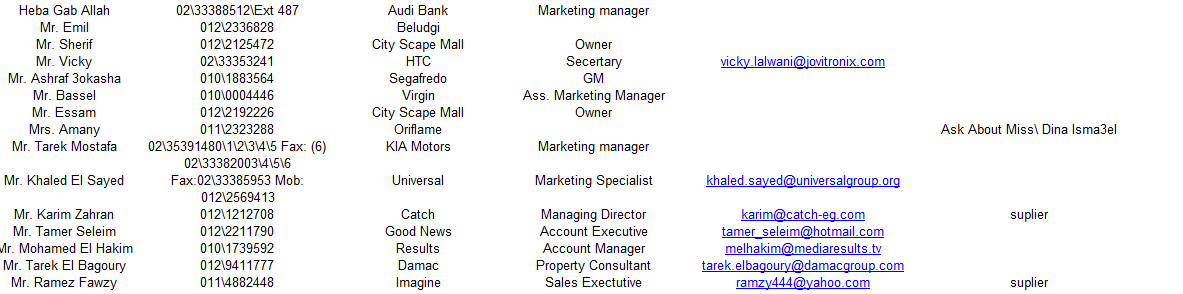 Heba Gab Allah 02\33388512\Ext 487 Audi Bank Marketing manager
Mr. Emil 012\2336828 Beludgi
Mr. Sherif 012\2125472 City Scape Mall Owner
Mr. Vicky 02\33353241 HTC Secertary vicky.lalwani@jovitronix.com
Mr. Ashraf 3okasha 010\1883564 Segafredo GM
Mr. Bassel 010\0004446 Virgin Ass. Marketing Manager
Mr. Essam 012\2192226 City Scape Mall Owner
Mrs. Amany 011\2323288 Oriflame Ask About Miss\ Dina Isma3el
Mr. Tarek Mostafa 02\35391480\1\2\3\4\5 Fax: (6) KIA Motors Marketing manager
02\33382003\4\5\6
Mr. Khaled El Sayed Fax:02\33385953 Mob: Universal Marketing Specialist khaled.sayed@universalgroup.org
012\2569413
Mr. Karim Zahran 012\1212708 Catch Managing Director karim@catch-eg.com suplier
Mr. Tamer Seleim 012\2211790 Good News Account Executive tamer_seleim@hotmail.com
Mr. Mohamed El Hakim 010\1739592 Results Account Manager melhakim@mediaresults.tv
Mr. Tarek El Bagoury 012\9411777 Damac Property Consultant tarek.elbagoury@damacgroup.com
Mr. Ramez Fawzy 011\4882448 Imagine Sales Exectutive ramzy444@yahoo.com suplier